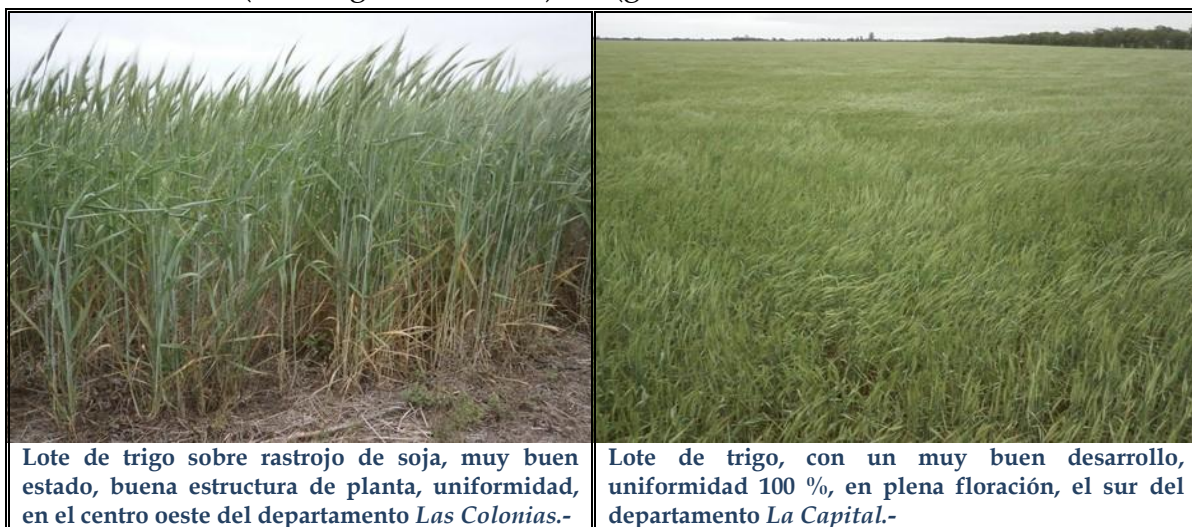 Lote de trigo sobre rastrojo de soja, muy buen
estado, buena estructura de planta, uniformidad,
en el centro oeste del departamento Las Colonias.-
Lote de trigo, con un muy buen desarrollo,
uniformidad 100 %, en plena floración, el sur del
departamento La Capital.-